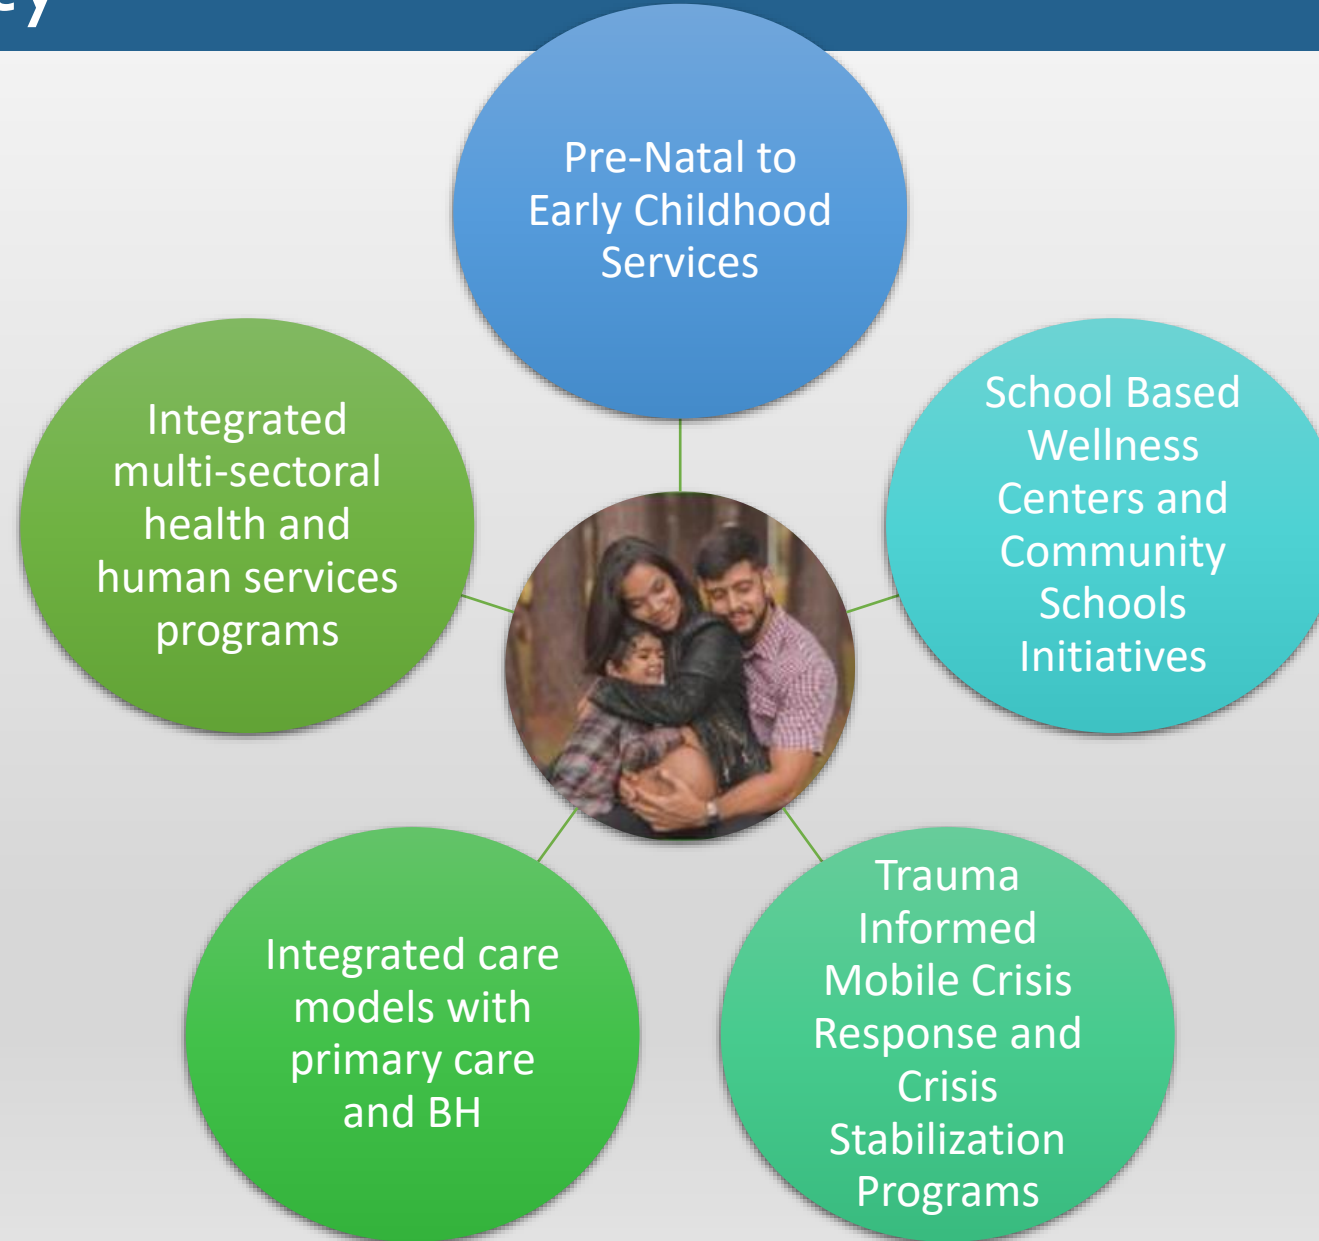 Pre-Natal to
Early Childhood
Services
School Based
Wellness
Centers and
Community
Schools
Initiatives
Trauma
Informed
Mobile Crisis
Response and
Crisis
Stabilization
Programs
Integrated care
models with
primary care
and BH
Integrated
multi-sectoral
health and
human services
programs